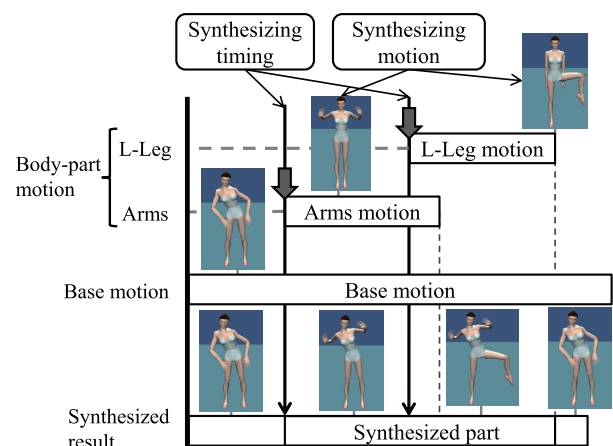 Synthesizing
timing
Synthesizing
motion
L-Leg
L-Leg motion
Body-part
motion
Arms
Arms motion
Base motion
Base motion
Synthesized
result
Synthesized part